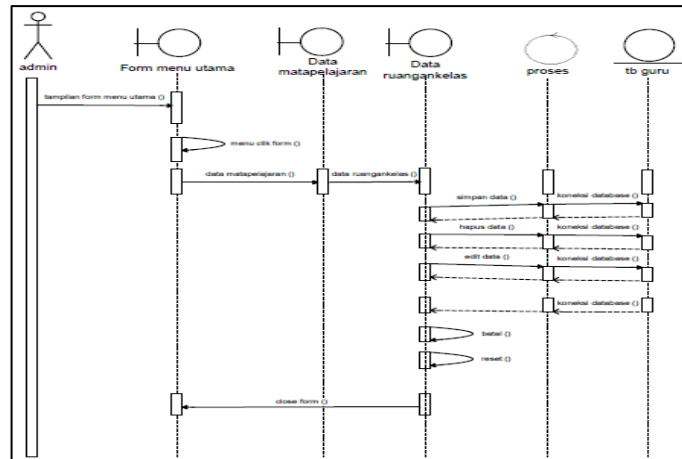 admin
Form menu utama
Data
matapelajaran
Data
ruangankelas
proses
tb guru
tampilan form menu utama ()
menu clik form ()
data matapelajaran ()
data ruangankelas ()
simpan data ()
koneksi database ()
hapus data ()
koneksi database ()
edit data ()
koneksi database ()
koneksi database ()
batal ()
reset ()
close form ()